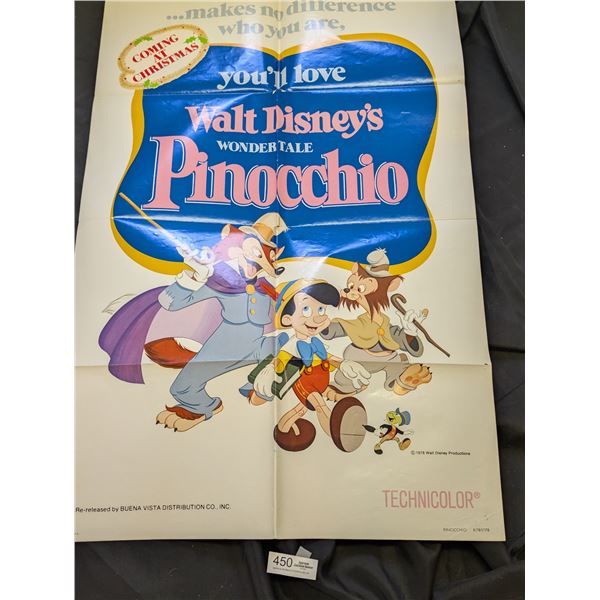 ...makes no difference
who you are,
COMING
AT
CHRISTMAS
you'll love
Walt Disney's
WONDER TALE
Pinocchio
© 1978 Walt Disney Productions
TECHNICOLOR®
Re-released by BUENA VISTA DISTRIBUTION CO., INC.
450